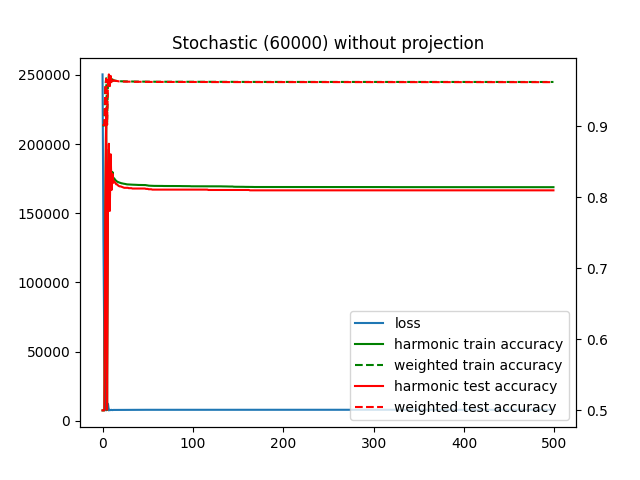 Stochastic (60000) without projection
250000
200000
150000
100000
50000
0
0.9
0.8
0.7
0.6
0.5
loss
harmonic train accuracy
weighted train accuracy
harmonic test accuracy
weighted test accuracy
0 100 200 300 400 500